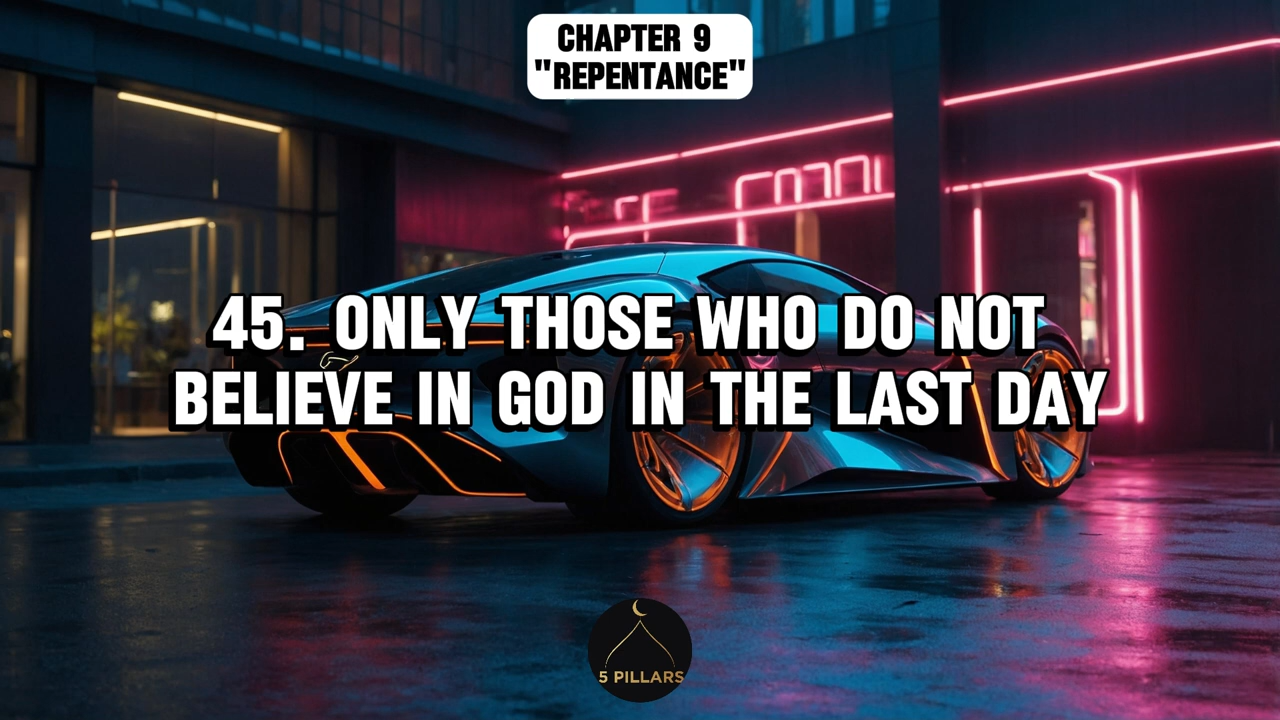 CHAPTER 9
"REPENTANCE"
45. ONLY THOSE WHO DO NOT
BELIEVE IN GOD IN THE LAST DAY
5 PILLARS